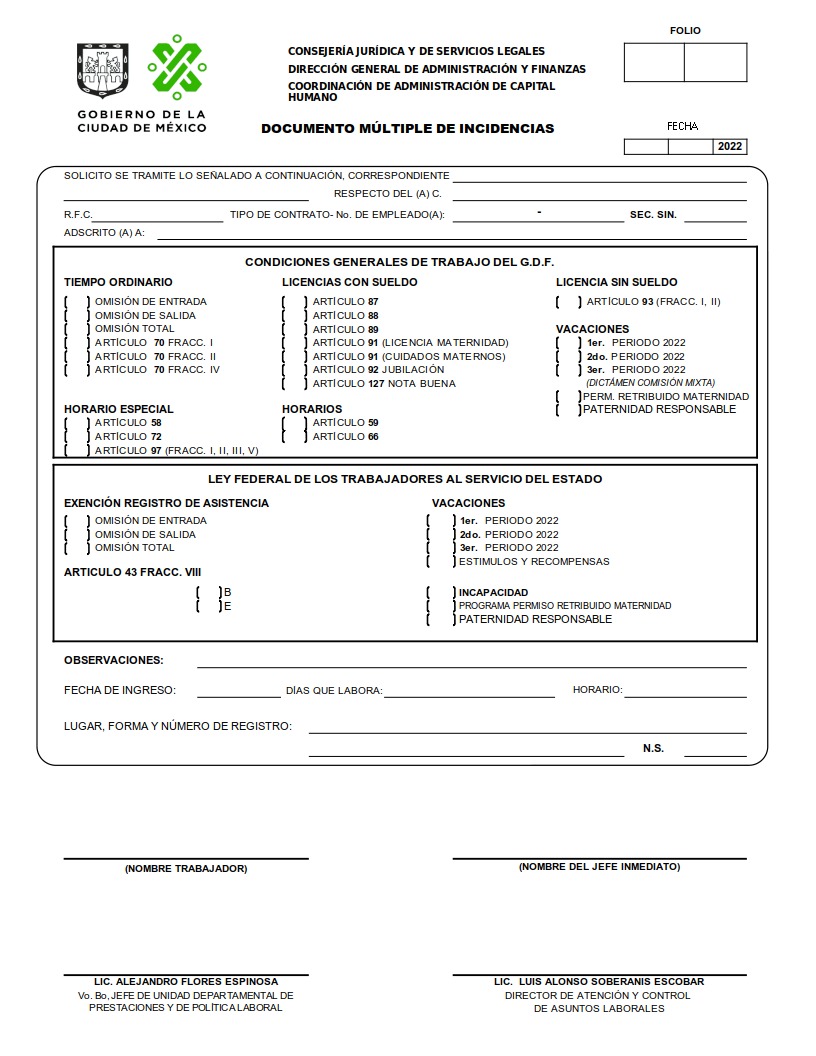 FOLIO
CONSEJERÍA JURÍDICA Y DE SERVICIOS LEGALES
DIRECCIÓN GENERAL DE ADMINISTRACIÓN Y FINANZAS
COORDINACIÓN DE ADMINISTRACIÓN DE CAPITAL
HUMANO
GOBIERNO DE LA
CIUDAD DE MÉXICO
DOCUMENTO MÚLTIPLE DE INCIDENCIAS
FECHA
2022
SOLICITO SE TRAMITE LO SEÑALADO A CONTINUACIÓN, CORRESPONDIENTE
RESPECTO DEL (A) C.
R.F.C. TIPO DE CONTRATO- No. DE EMPLEADO(A): - SEC. SIN.
ADSCRITO (A) A:
CONDICIONES GENERALES DE TRABAJO DEL G.D.F.
TIEMPO ORDINARIO LICENCIAS CON SUELDO LICENCIA SIN SUELDO
( ) OMISIÓN DE ENTRADA ( ) ARTÍCULO 87 ( ) ARTÍCULO 93 (FRACC. I, II)
( ) OMISIÓN DE SALIDA ( ) ARTÍCULO 88
( ) OMISIÓN TOTAL ( ) ARTÍCULO 89 VACACIONES
( ) ARTÍCULO 70 FRACC. I ( ) ARTÍCULO 91 (LICENCIA MATERNIDAD) ( ) 1er. PERIODO 2022
( ) ARTÍCULO 70 FRACC. II ( ) ARTÍCULO 91 (CUIDADOS MATERNOS) ( ) 2do. PERIODO 2022
( ) ARTÍCULO 70 FRACC. IV ( ) ARTÍCULO 92 JUBILACIÓN ( ) 3er. PERIODO 2022
( ) ARTÍCULO 127 NOTA BUENA (DICTÁMEN COMISIÓN MIXTA)
( ) PERM. RETRIBUIDO MATERNIDAD
HORARIO ESPECIAL HORARIOS ( ) PATERNIDAD RESPONSABLE
( ) ARTÍCULO 58 ( ) ARTÍCULO 59
( ) ARTÍCULO 72 ( ) ARTÍCULO 66
( ) ARTÍCULO 97 (FRACC. I, II, III, V)
LEY FEDERAL DE LOS TRABAJADORES AL SERVICIO DEL ESTADO
EXENCIÓN REGISTRO DE ASISTENCIA VACACIONES
( ) OMISIÓN DE ENTRADA ( ) 1er. PERIODO 2022
( ) OMISIÓN DE SALIDA ( ) 2do. PERIODO 2022
( ) OMISIÓN TOTAL ( ) 3er. PERIODO 2022
( ) ESTIMULOS Y RECOMPENSAS
ARTICULO 43 FRACC. VIII
( ) B ( ) INCAPACIDAD
( ) E ( ) PROGRAMA PERMISO RETRIBUIDO MATERNIDAD
( ) PATERNIDAD RESPONSABLE
OBSERVACIONES:
FECHA DE INGRESO: DÍAS QUE LABORA: HORARIO:
LUGAR, FORMA Y NÚMERO DE REGISTRO:
N.S.
(NOMBRE TRABAJADOR) (NOMBRE DEL JEFE INMEDIATO)
LIC. ALEJANDRO FLORES ESPINOSA LIC. LUIS ALONSO SOBERANIS ESCOBAR
Vo. Bo, JEFE DE UNIDAD DEPARTAMENTAL DE DIRECTOR DE ATENCIÓN Y CONTROL
PRESTACIONES Y DE POLÍTICA LABORAL DE ASUNTOS LABORALES